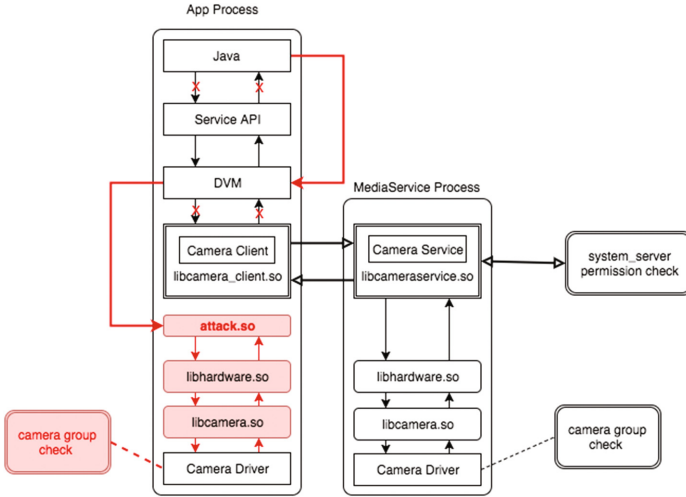 App Process
Java
X X
Service API
DVM
X X
MediaService Process
Camera Client
libcamera_client.so
Camera Service
libcameraservice.so
system_server
permission check
attack.so
libhardware.so
libhardware.so
libcamera.so
libcamera.so
camera group
check
camera group
check
Camera Driver
Camera Driver